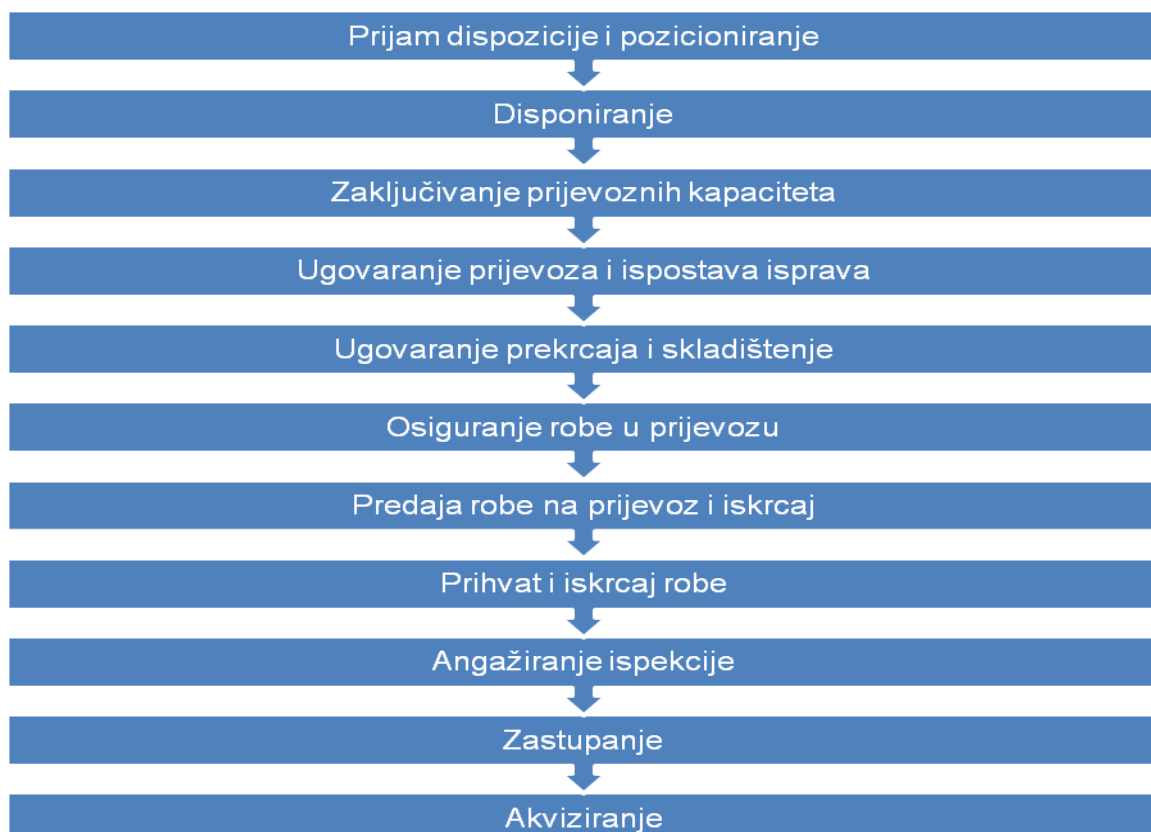 Prijam dispozicije i pozicioniranje
Disponiranje
Zaključivanje prijevoznih kapaciteta
Ugovaranje prijevoza i ispostava isprava
Ugovaranje prekrcaja i skladištenje
Osiguranje robe u prijevozu
Predaja robe na prijevoz i iskrcaj
Prihvat i iskrcaj robe
Angažiranje ispekcije
Zastupanje
Akviziranje